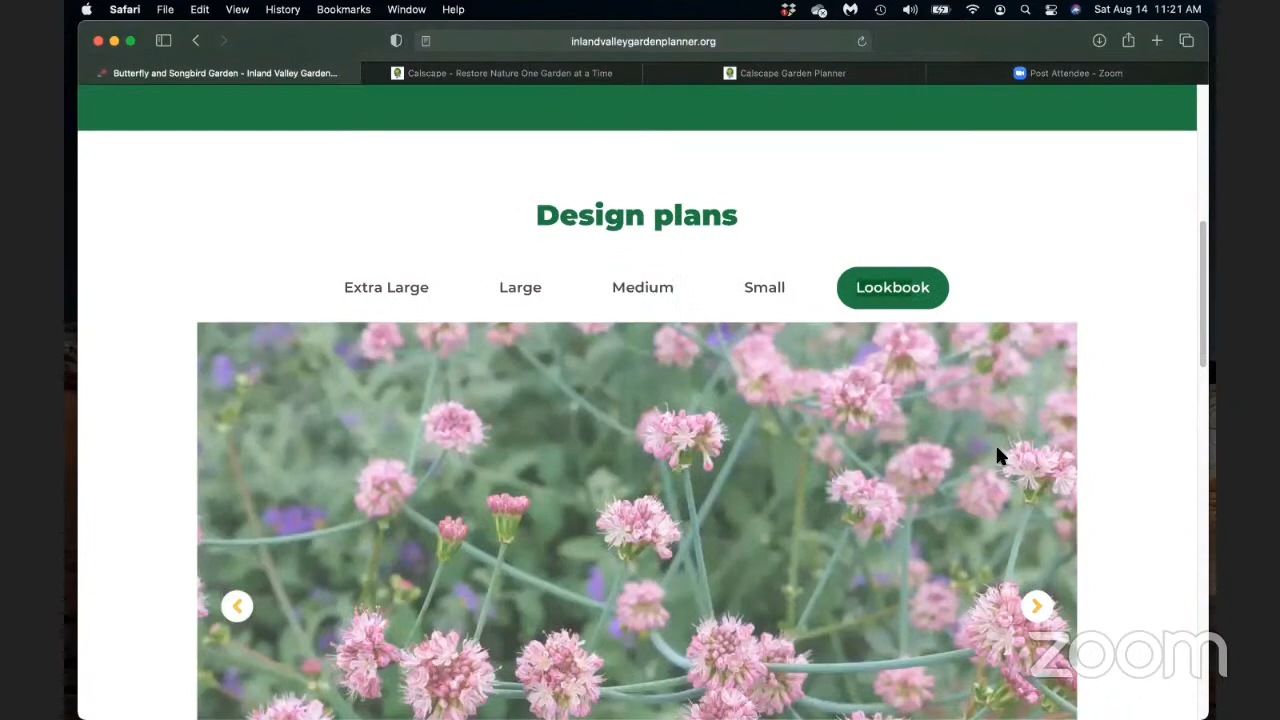 Safari File Edit View History Bookmarks Window Help Sat Aug 14 11:21 AM
inlandvalleygardenplanner.org
Butterfly and Songbird Garden - Inland Valley Garden... Calscape - Restore Nature One Garden at a Time Calscape Garden Planner Post Attendee - Zoom
Design plans
Extra Large Large Medium Small Lookbook
zoom